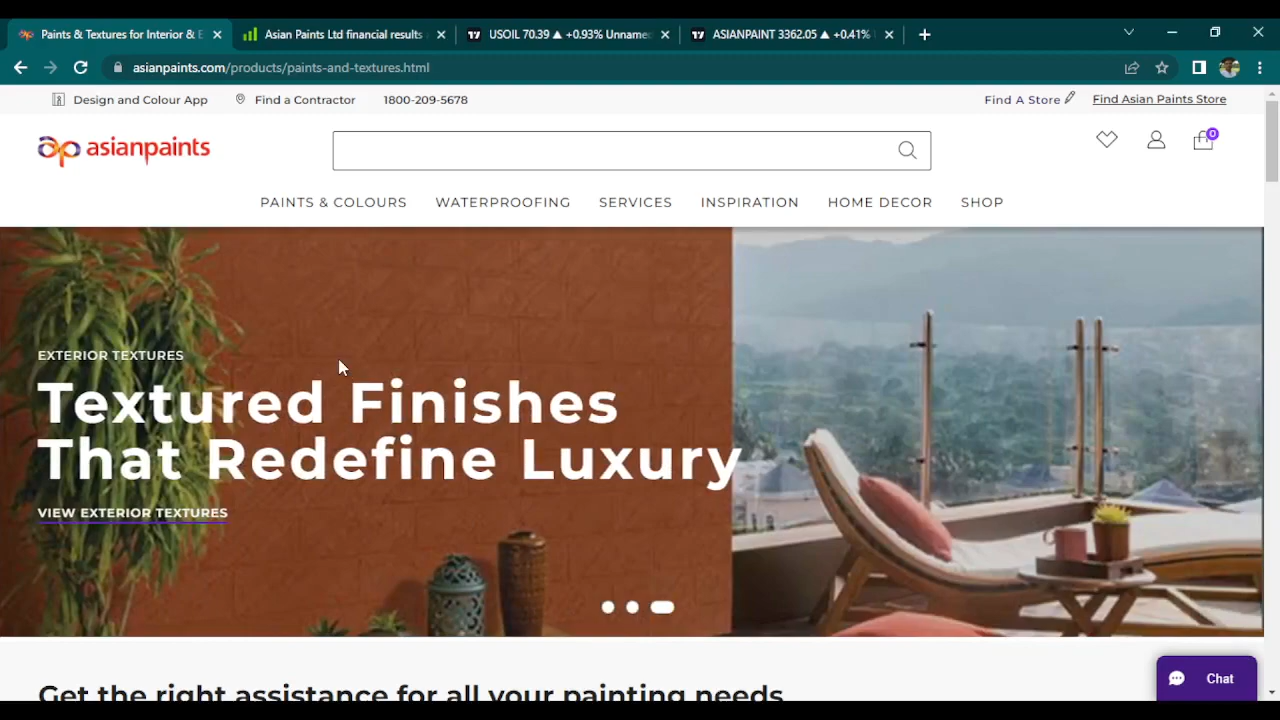 Paints & Textures for Interior & E
Asian Paints Ltd financial results
USOIL 70.39 ▲ +0.93% Unname
ASIANPAINT 3362.05 ▲ +0.41%
asianpaints.com/products/paints-and-textures.html
Design and Colour App
Find a Contractor
1800-209-5678
Find A Store
Find Asian Paints Store
ap asianpaints
0
PAINTS & COLOURS
WATERPROOFING
SERVICES
INSPIRATION
HOME DECOR
SHOP
EXTERIOR TEXTURES
Textured Finishes
That Redefine Luxury
VIEW EXTERIOR TEXTURES
Get the right assistance for all your painting needs
Chat